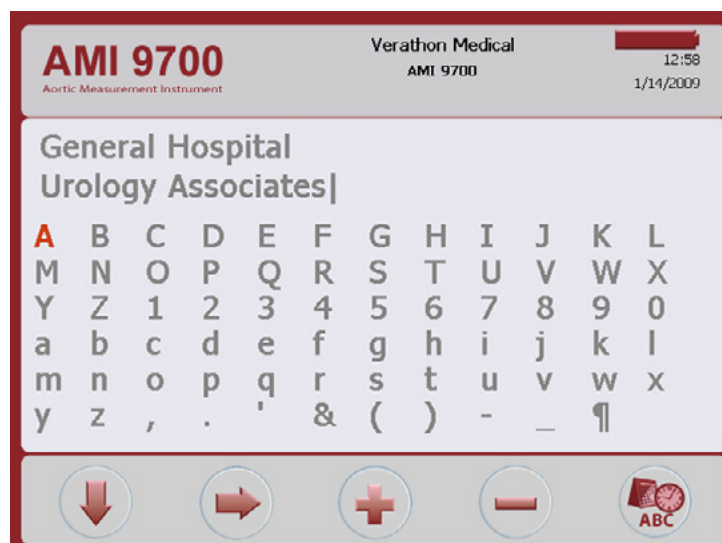 AMI 9700
Aortic Measurement Instrument
Verathon Medical
AMI 9700
12:58
1/14/2009
General Hospital
Urology Associates|
A B C D E F G H I J K L
M N O P Q R S T U V W X
Y Z 1 2 3 4 5 6 7 8 9 0
a b c d e f g h i j k l
m n o p q r s t u v w x
y z , . ' & ( ) - _ ¶
ABC